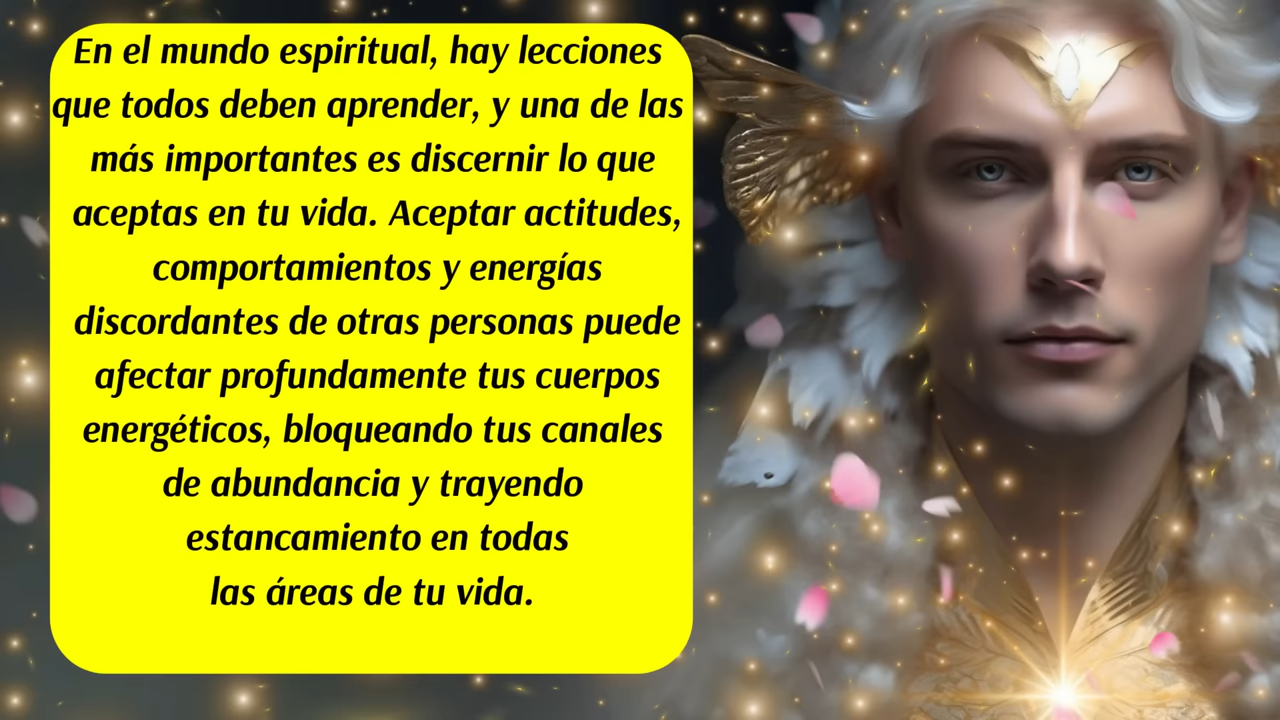 En el mundo espiritual, hay lecciones
que todos deben aprender, y una de las
más importantes es discernir lo que
aceptas en tu vida. Aceptar actitudes,
comportamientos y energías
discordantes de otras personas puede
afectar profundamente tus cuerpos
energéticos, bloqueando tus canales
de abundancia y trayendo
estancamiento en todas
las áreas de tu vida.